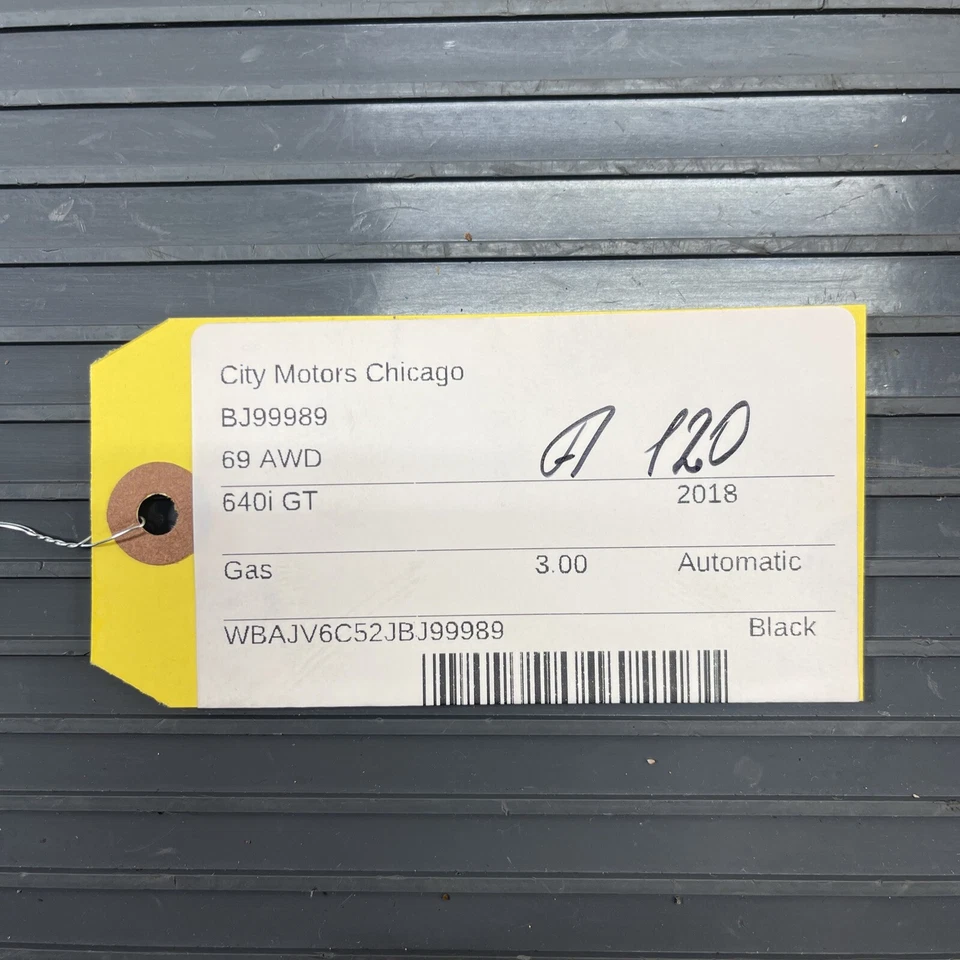 City Motors Chicago
BJ99989
69 AWD
A 120
640i GT 2018
Gas 3.00 Automatic
WBAJV6C52JBJ99989 Black